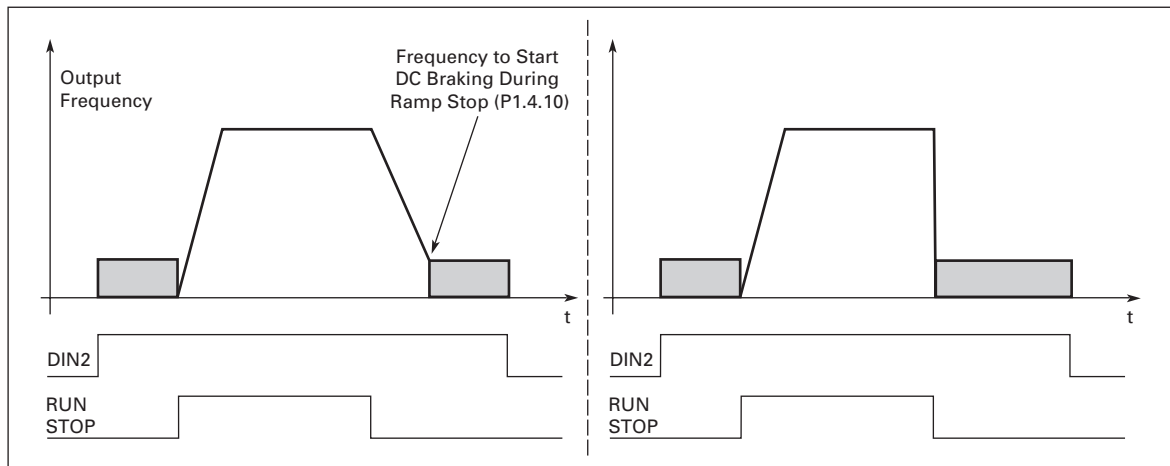 Output
Frequency
Frequency to Start
DC Braking During
Ramp Stop (P1.4.10)
t
DIN2
RUN
STOP
t
DIN2
RUN
STOP